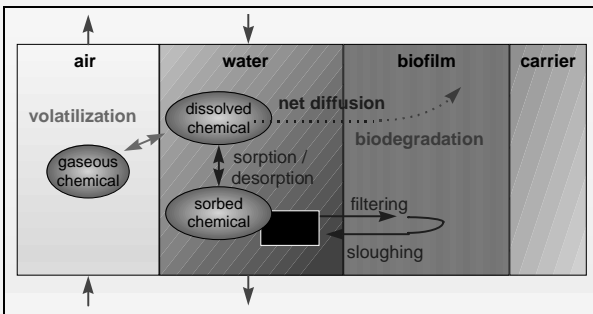 air
water
biofilm
carrier
volatilization
dissolved
chemical
net diffusion
biodegradation
gaseous
chemical
sorption /
desorption
sorbed
chemical
filtering
sloughing